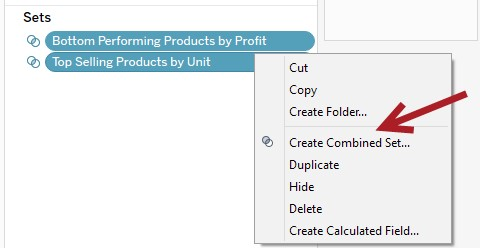 Sets
Bottom Performing Products by Profit
Top Selling Products by Unit
Cut
Copy
Create Folder...
Create Combined Set...
Duplicate
Hide
Delete
Create Calculated Field...